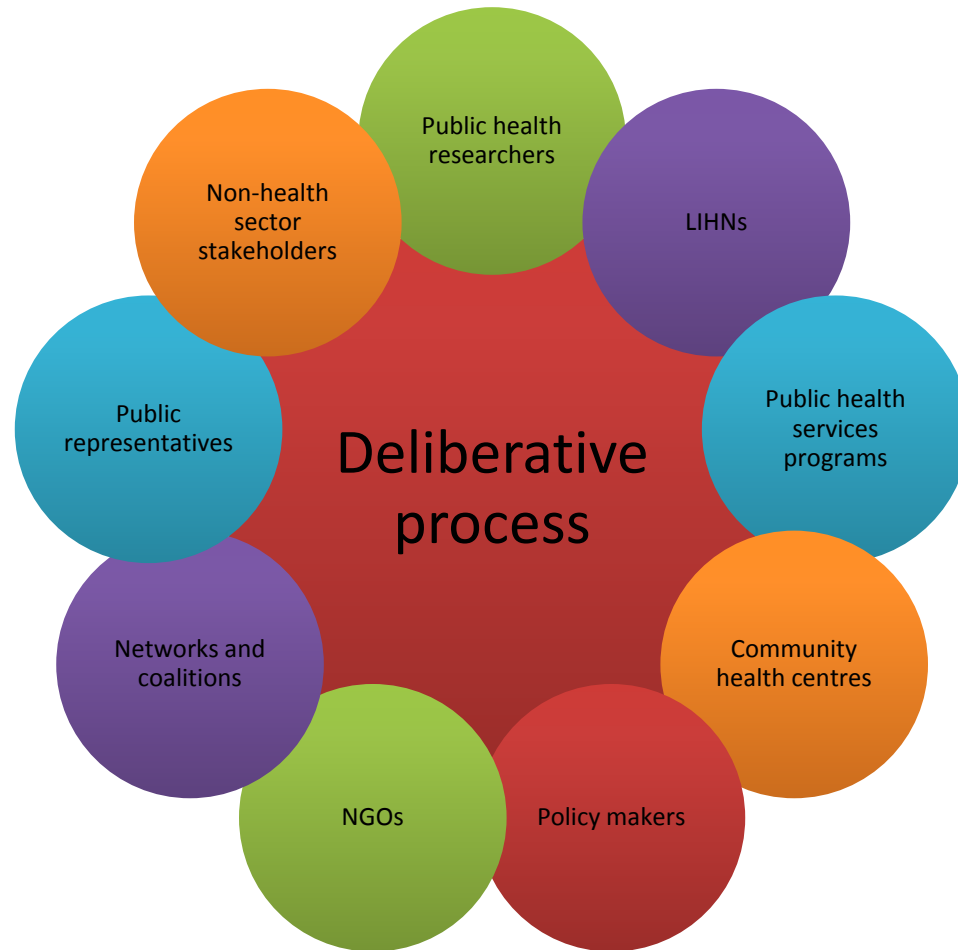 Public health
researchers
LIHNs
Public health
services
programs
Community
health centres
Policy makers
NGOs
Networks and
coalitions
Public
representatives
Non-health
sector
stakeholders
Deliberative
process